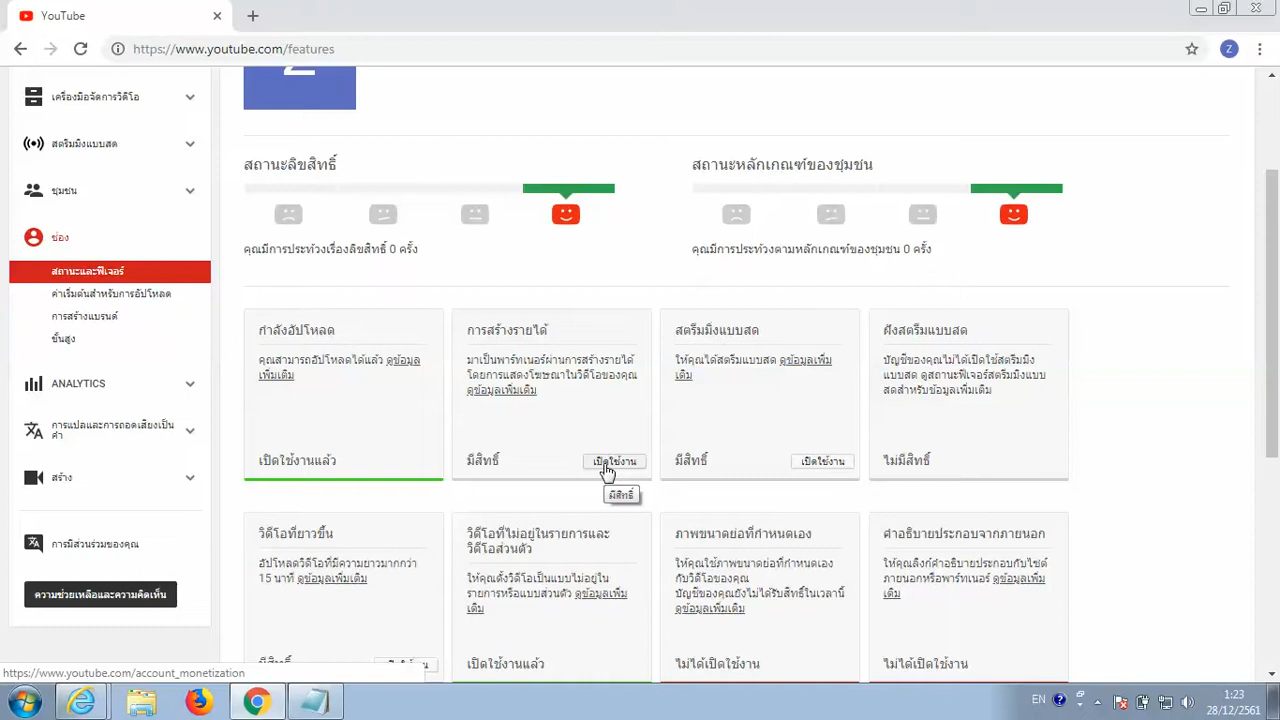 YouTube
https://www.youtube.com/features
Z
เครื่องมือจัดการวิดีโอ
สตรีมมิงแบบสด
ชุมชน
ช่อง
สถานะและฟีเจอร์
ค่าเริ่มต้นสำหรับการอัปโหลด
การสร้างแบรนด์
ขั้นสูง
ANALYTICS
การแปลและการถอดเสียงเป็น
คำ
สร้าง
การมีส่วนร่วมของคุณ
ความช่วยเหลือและความคิดเห็น
สถานะลิขสิทธิ์
คุณมีการประท้วงเรื่องลิขสิทธิ์ 0 ครั้ง
สถานะหลักเกณฑ์ของชุมชน
คุณมีการประท้วงตามหลักเกณฑ์ของชุมชน 0 ครั้ง
กำลังอัปโหลด
คุณสามารถอัปโหลดได้แล้ว ดูข้อมูล
เพิ่มเติม
เปิดใช้งานแล้ว
การสร้างรายได้
มาเป็นพาร์ทเนอร์ผ่านการสร้างรายได้
โดยการแสดงโฆษณาในวิดีโอของคุณ
ดูข้อมูลเพิ่มเติม
มีสิทธิ์
เปิดใช้งาน
มีสิทธิ์
สตรีมมิ่งแบบสด
ให้คุณได้สตรีมแบบสด ดูข้อมูลเพิ่ม
เติม
มีสิทธิ์
เปิดใช้งาน
ฝังสตรีมแบบสด
บัญชีของคุณไม่ได้เปิดใช้สตรีมมิง
แบบสด ดูสถานะฟีเจอร์สตรีมมิงแบบ
สดสำหรับข้อมูลเพิ่มเติม
ไม่มีสิทธิ์
วิดีโอที่ยาวขึ้น
อัปโหลดวิดีโอที่มีความยาวมากกว่า
15 นาที ดูข้อมูลเพิ่มเติม
วิดีโอที่ไม่อยู่ในรายการและ
วิดีโอส่วนตัว
ให้คุณตั้งวิดีโอเป็นแบบไม่อยู่ใน
รายการหรือแบบส่วนตัว ดูข้อมูลเพิ่ม
เติม
เปิดใช้งานแล้ว
ภาพขนาดย่อที่กำหนดเอง
ให้คุณใช้ภาพขนาดย่อที่กำหนดเอง
กับวิดีโอของคุณ
บัญชีของคุณยังไม่ได้รับสิทธิ์ในเวลานี้
ดูข้อมูลเพิ่มเติม
ไม่ได้เปิดใช้งาน
คำอธิบายประกอบจากภายนอก
ให้คุณลิงก์คำอธิบายประกอบกับไซต์
ภายนอกหรือพาร์ทเนอร์ ดูข้อมูลเพิ่ม
เติม
ไม่ได้เปิดใช้งาน
https://www.youtube.com/account_monetization
EN
1:23
28/12/2561